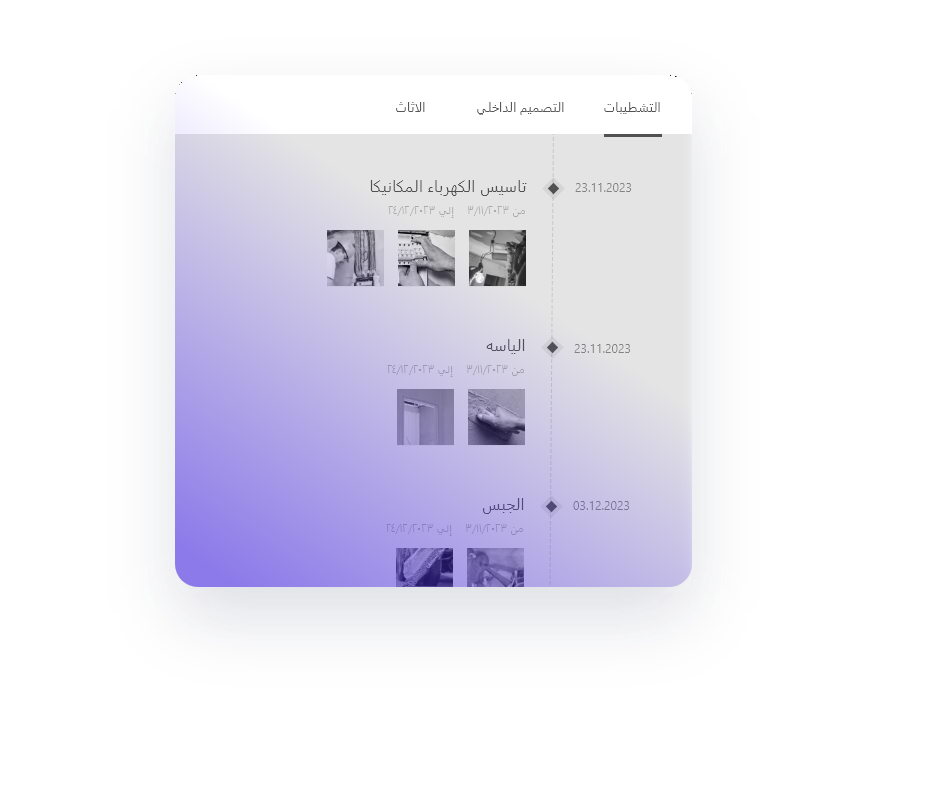 التشطيبات التصميم الداخلي الاثاث
23.11.2023 تاسيس الكهرباء المكانيكا
من ٣/١١/٢٠٢٣ إلي ٢٤/١٢/٢٠٢٣
23.11.2023 الياسه
من ٣/١١/٢٠٢٣ إلي ٢٤/١٢/٢٠٢٣
03.12.2023 الجبس
من ٣/١١/٢٠٢٣ إلي ٢٤/١٢/٢٠٢٣